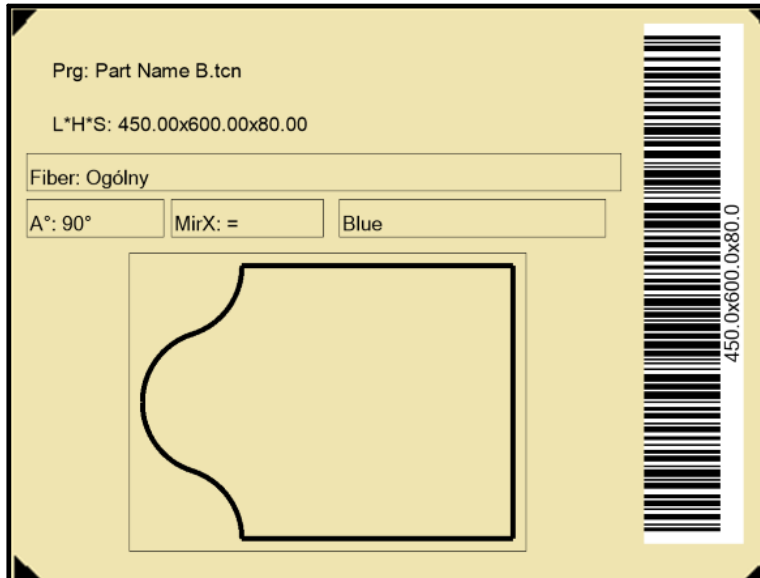 Prg: Part Name B.tcn
L*H*S: 450.00x600.00x80.00
Fiber: Ogólny
A°: 90°
MirX: =
Blue
450.0x600.0x80.0